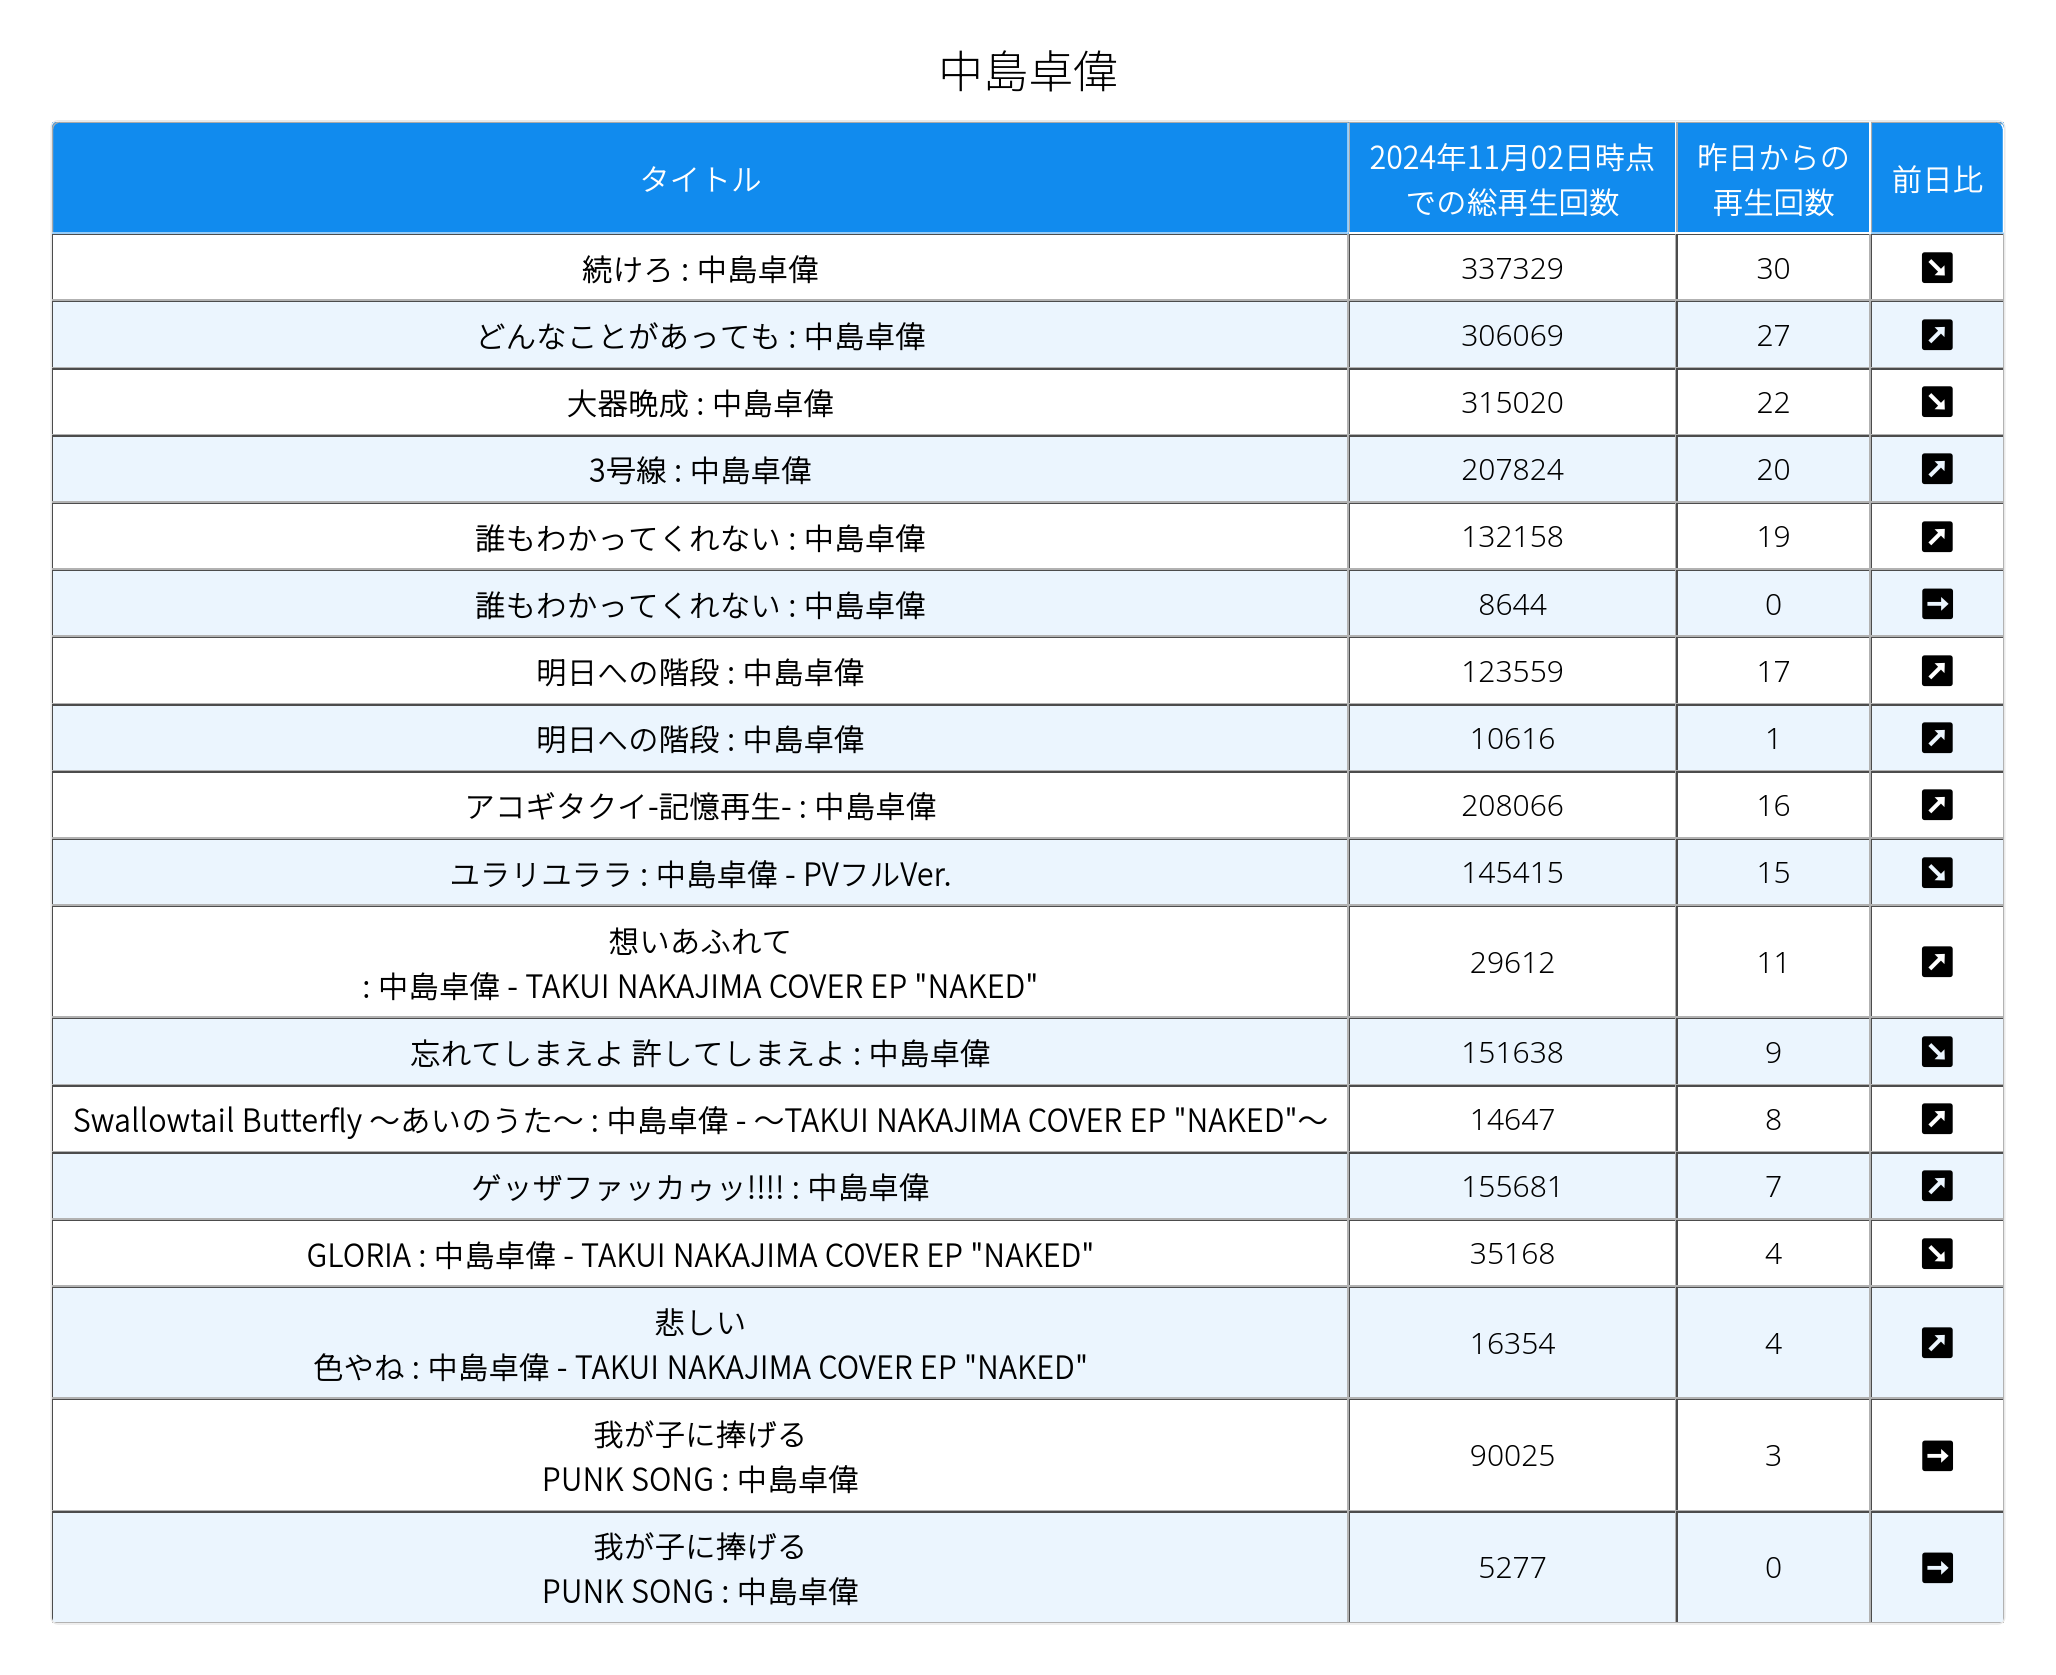 中島卓偉
タイトル
2024年11月02日時点
での総再生回数
昨日からの
再生回数
前日比
続けろ : 中島卓偉 337329 30 ↘
どんなことがあっても : 中島卓偉 306069 27 ↗
大器晩成 : 中島卓偉 315020 22 ↘
3号線 : 中島卓偉 207824 20 ↗
誰もわかってくれない : 中島卓偉 132158 19 ↗
誰もわかってくれない : 中島卓偉 8644 0 →
明日への階段 : 中島卓偉 123559 17 ↗
明日への階段 : 中島卓偉 10616 1 ↗
アコギタクイ-記憶再生- : 中島卓偉 208066 16 ↗
ユラリユララ : 中島卓偉 - PVフルVer. 145415 15 ↘
想いあふれて
: 中島卓偉 - TAKUI NAKAJIMA COVER EP "NAKED" 29612 11 ↗
忘れてしまえよ 許してしまえよ : 中島卓偉 151638 9 ↘
Swallowtail Butterfly 〜あいのうた〜 : 中島卓偉 - 〜TAKUI NAKAJIMA COVER EP "NAKED"〜 14647 8 ↗
ゲッザファッカゥッ!!!! : 中島卓偉 155681 7 ↗
GLORIA : 中島卓偉 - TAKUI NAKAJIMA COVER EP "NAKED" 35168 4 ↘
悲しい
色やね : 中島卓偉 - TAKUI NAKAJIMA COVER EP "NAKED" 16354 4 ↗
我が子に捧げる
PUNK SONG : 中島卓偉 90025 3 →
我が子に捧げる
PUNK SONG : 中島卓偉 5277 0 →